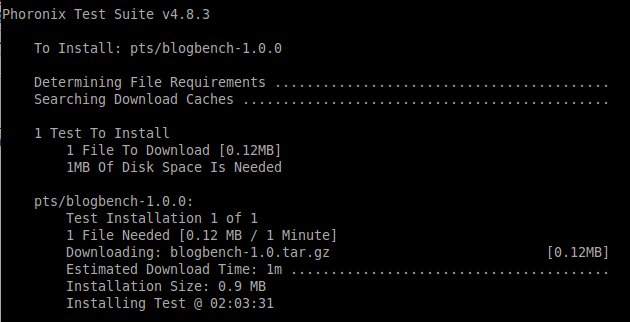 Phoronix Test Suite v4.8.3
To Install: pts/blogbench-1.0.0
Determining File Requirements ..........................................
Searching Download Caches ..............................................
1 Test To Install
1 File To Download [0.12MB]
1MB Of Disk Space Is Needed
pts/blogbench-1.0.0:
Test Installation 1 of 1
1 File Needed [0.12 MB / 1 Minute]
Downloading: blogbench-1.0.tar.gz [0.12MB]
Estimated Download Time: 1m ........................................
Installation Size: 0.9 MB
Installing Test @ 02:03:31